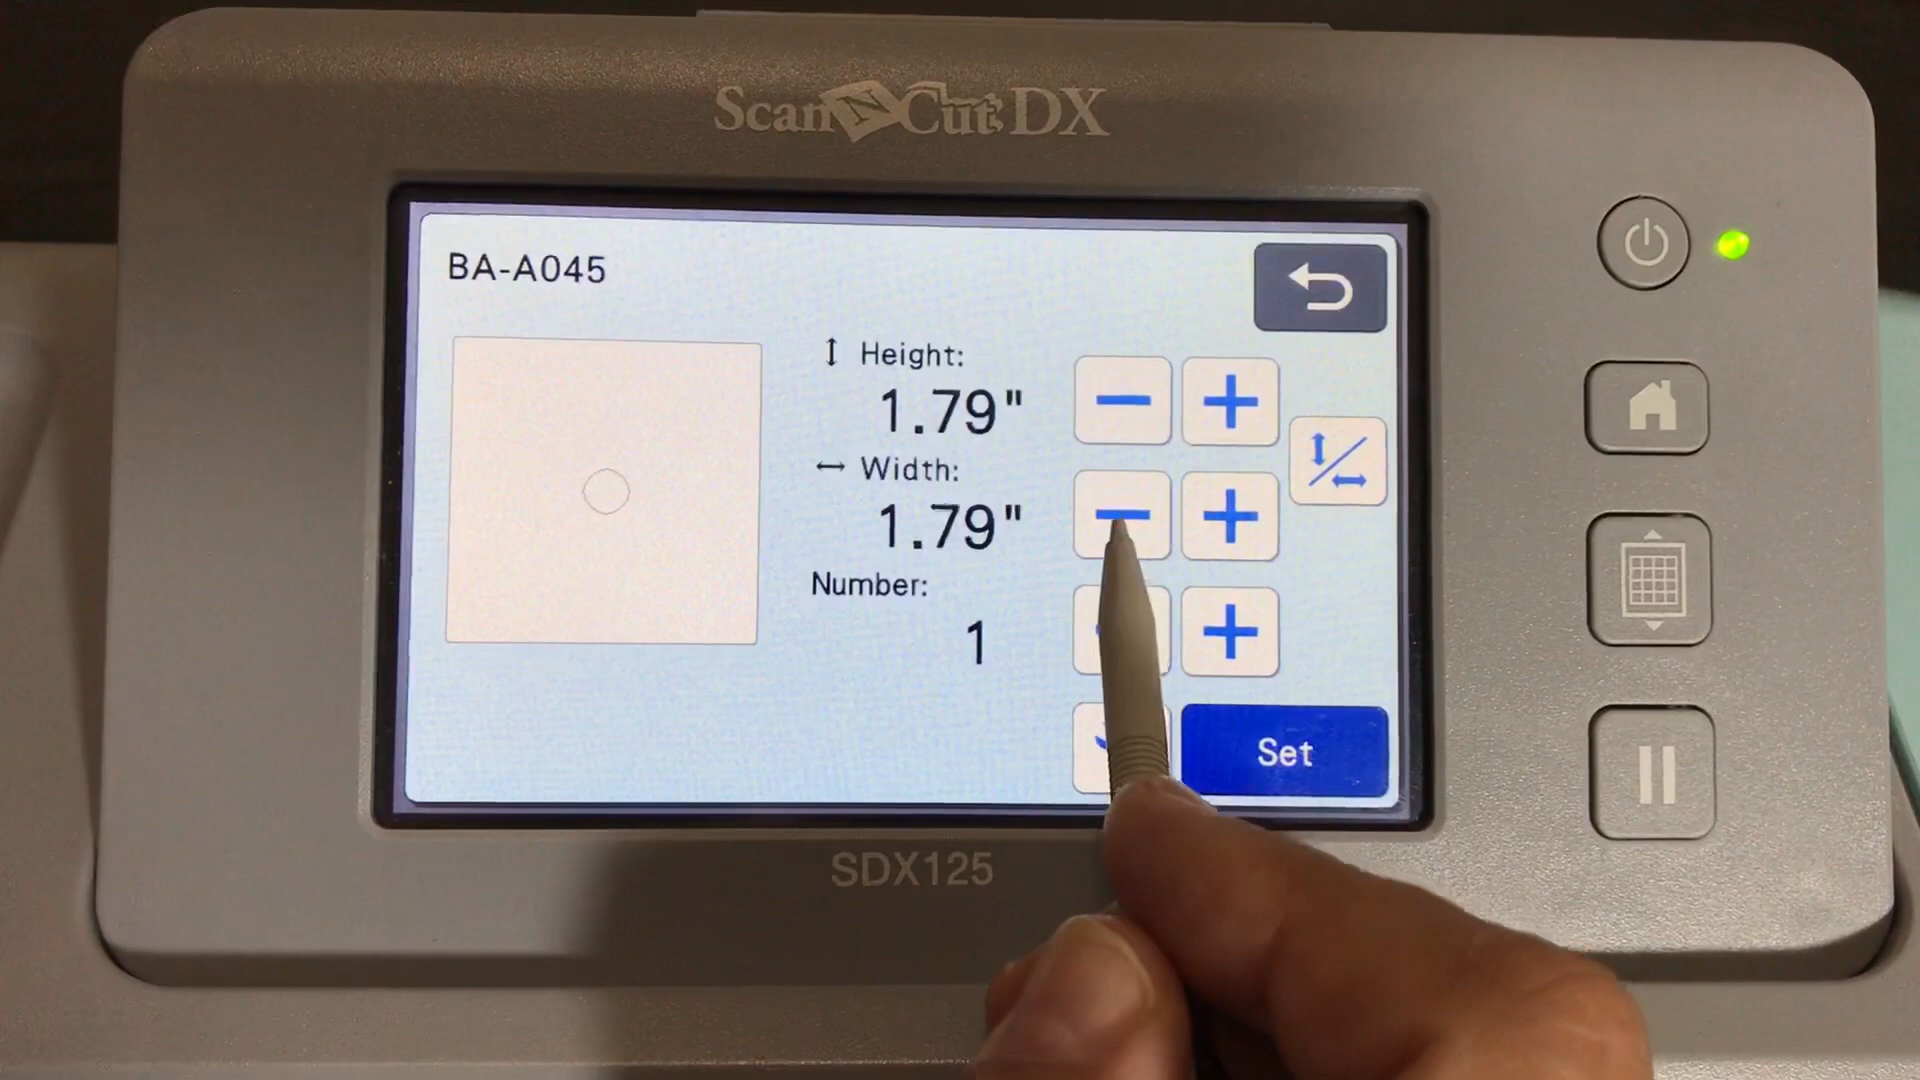 ScanNCut DX
BA-A045
Height:
1.79"
Width:
1.79"
Number:
1
Set
SDX125